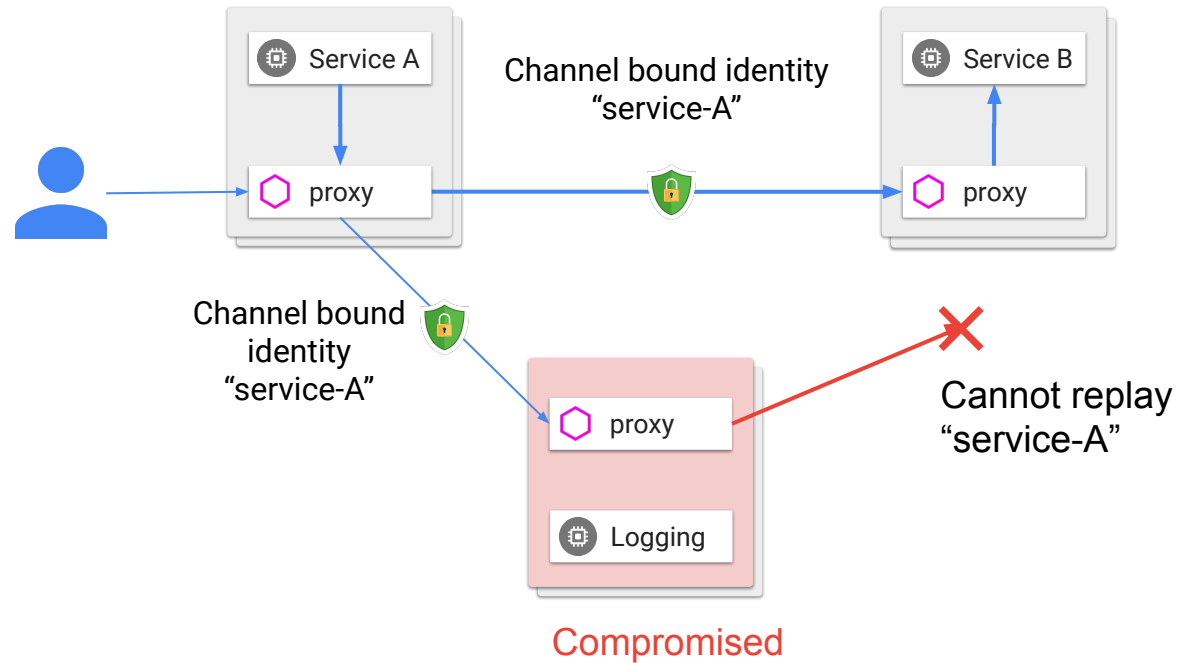 Service A
Channel bound identity
“service-A”
Service B
proxy
proxy
Channel bound
identity
“service-A”
proxy
Cannot replay
“service-A”
Logging
Compromised